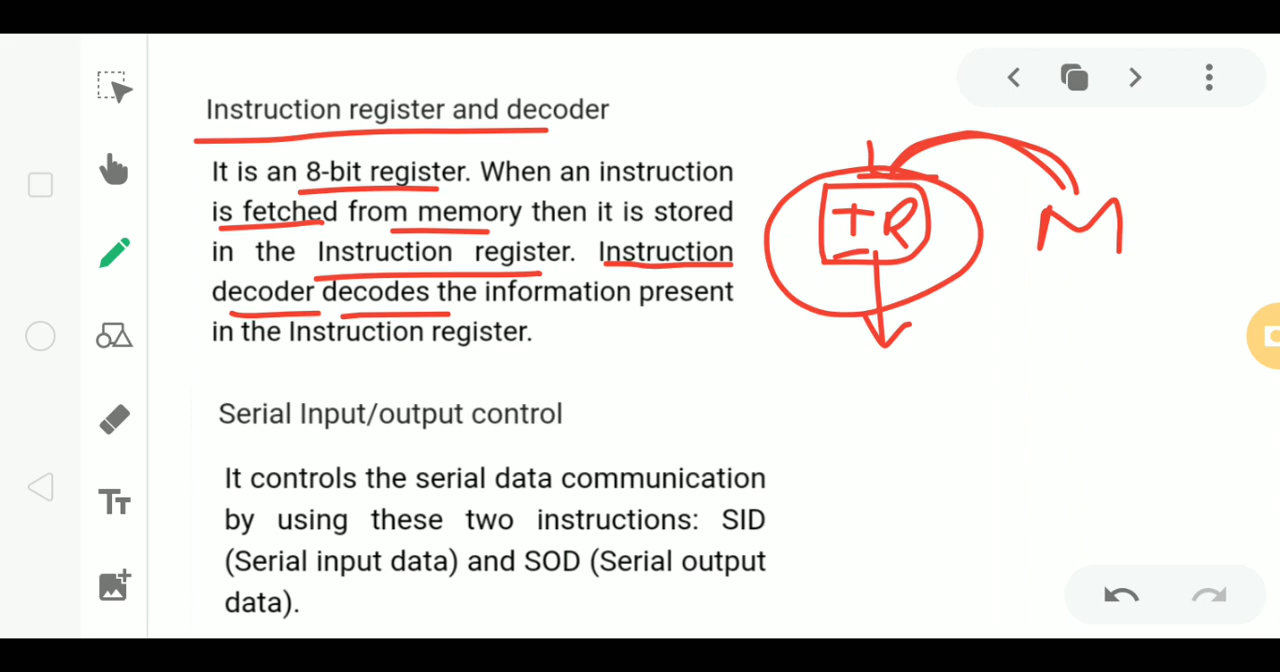 Instruction register and decoder
It is an 8-bit register. When an instruction
is fetched from memory then it is stored
in the Instruction register. Instruction
decoder decodes the information present
in the Instruction register.
IR
M
Serial Input/output control
It controls the serial data communication
by using these two instructions: SID
(Serial input data) and SOD (Serial output
data).
TT